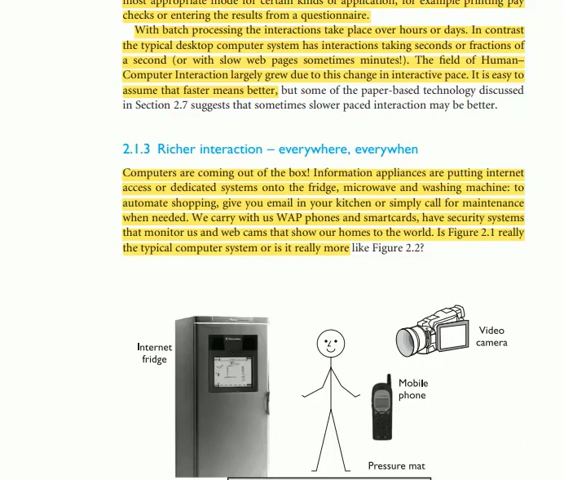 most appropriate mode for certain kinds of application, for example printing pay
checks or entering the results from a questionnaire.
With batch processing the interactions take place over hours or days. In contrast
the typical desktop computer system has interactions taking seconds or fractions of
a second (or with slow web pages sometimes minutes!). The field of Human–
Computer Interaction largely grew due to this change in interactive pace. It is easy to
assume that faster means better, but some of the paper-based technology discussed
in Section 2.7 suggests that sometimes slower paced interaction may be better.
2.1.3 Richer interaction – everywhere, everywhen
Computers are coming out of the box! Information appliances are putting internet
access or dedicated systems onto the fridge, microwave and washing machine: to
automate shopping, give you email in your kitchen or simply call for maintenance
when needed. We carry with us WAP phones and smartcards, have security systems
that monitor us and web cams that show our homes to the world. Is Figure 2.1 really
the typical computer system or is it really more like Figure 2.2?
Internet
fridge
Video
camera
Mobile
phone
Pressure mat